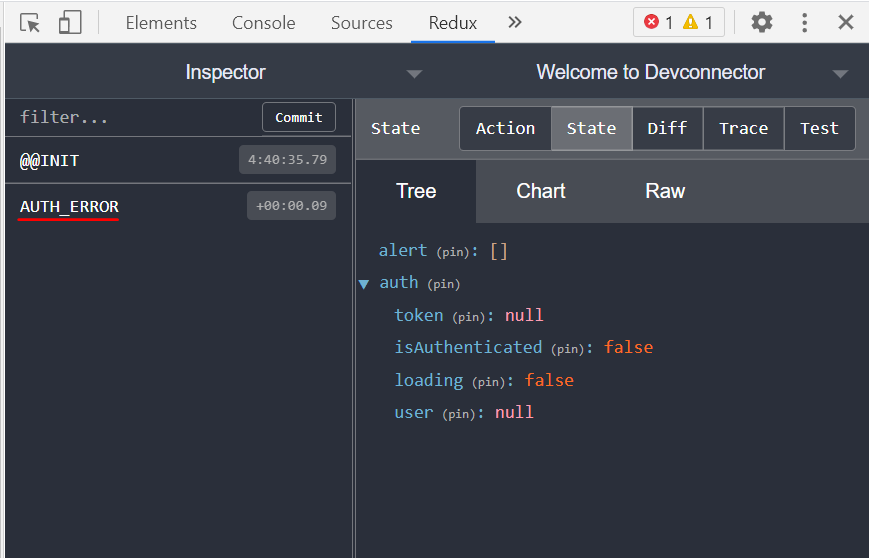 Elements Console Sources Redux » 1 1
Inspector Welcome to Devconnector
filter... Commit
State Action State Diff Trace Test
@@INIT 4:40:35.79
AUTH_ERROR +00:00.09
Tree Chart Raw
alert (pin): []
auth (pin)
token (pin): null
isAuthenticated (pin): false
loading (pin): false
user (pin): null